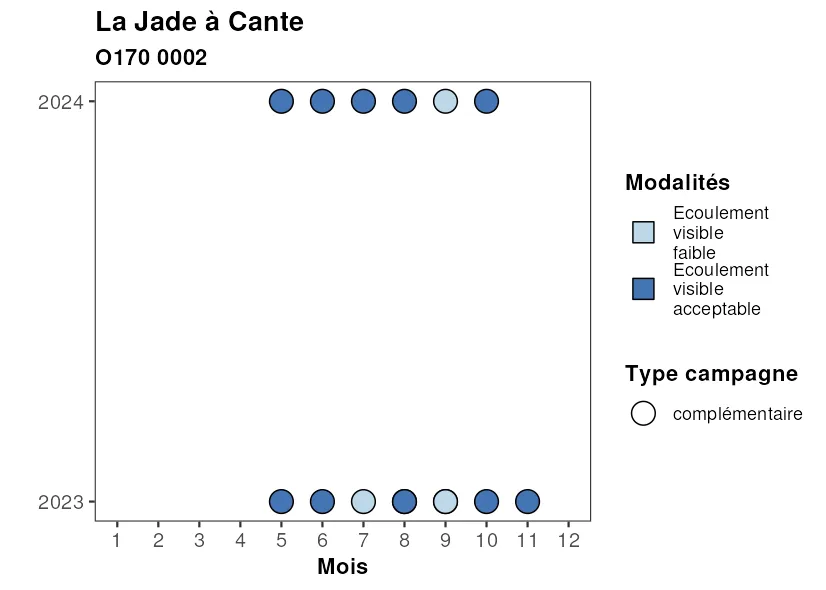 La Jade à Cante
O170 0002
2024
2023
1 2 3 4 5 6 7 8 9 10 11 12
Mois
Modalités
Ecoulement
visible
faible
Ecoulement
visible
acceptable
Type campagne
complémentaire